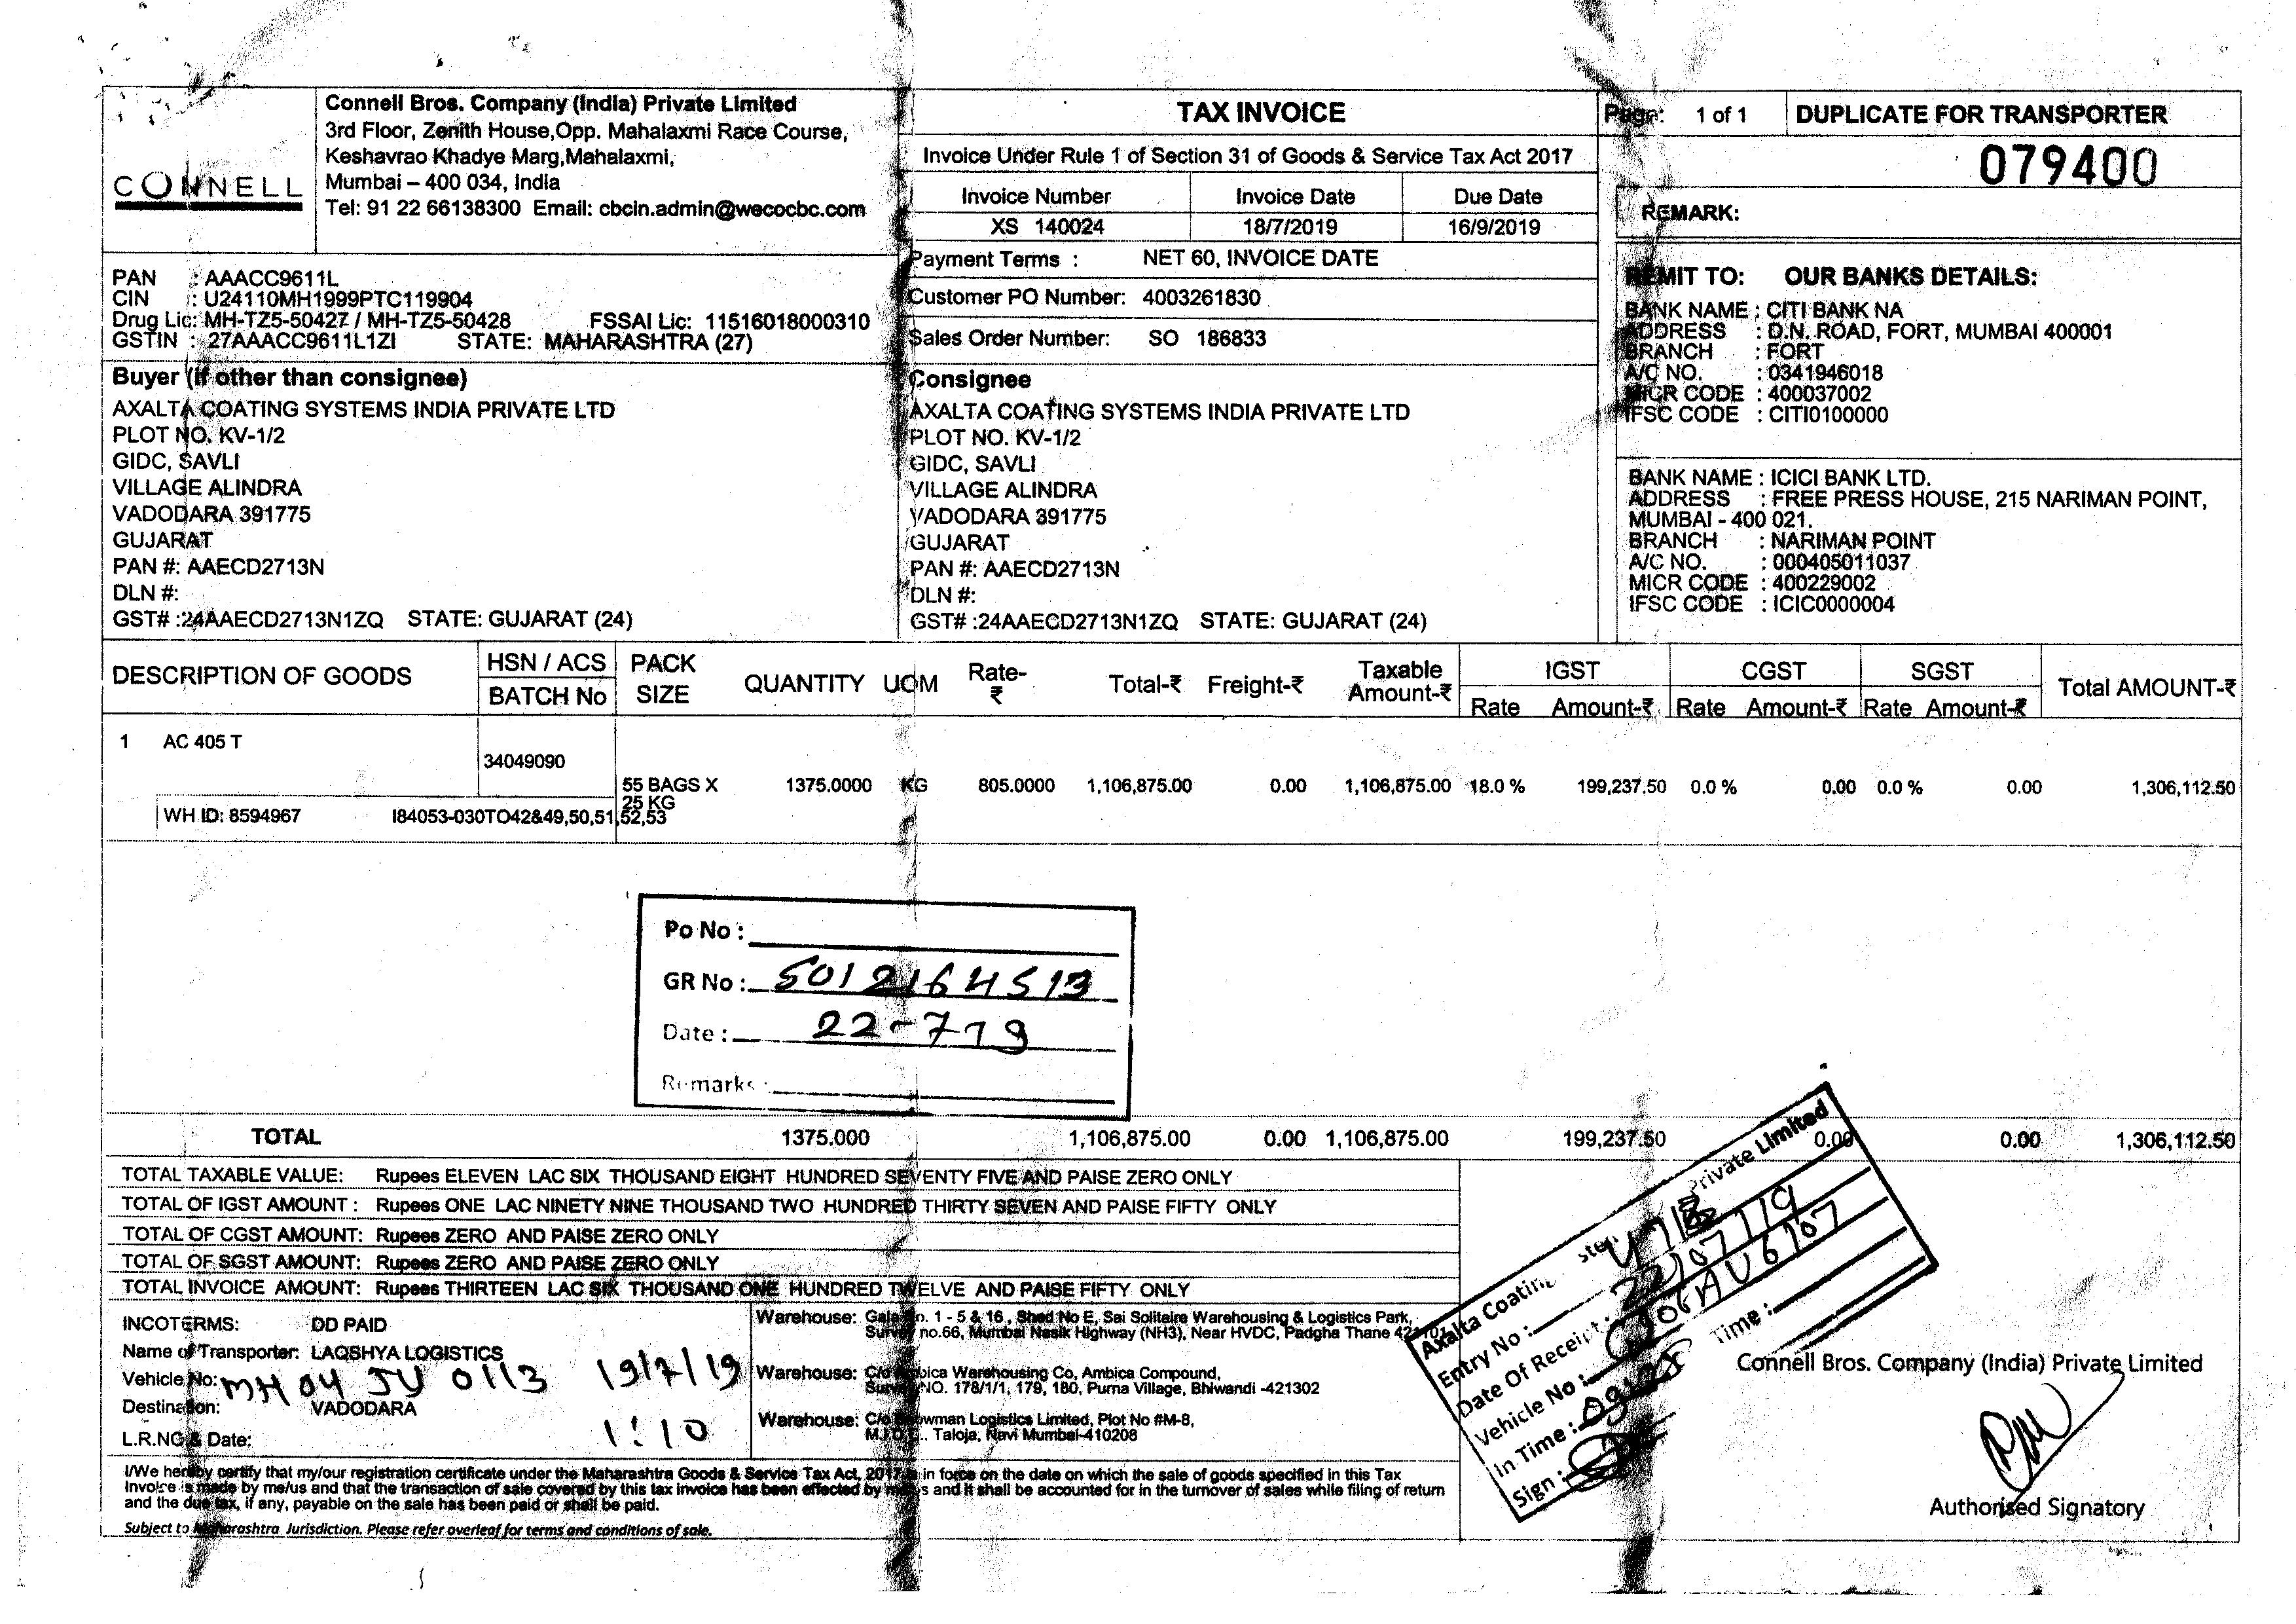 CONNELL
Connell Bros. Company (India) Private Limited
3rd Floor, Zenith House,Opp. Mahalaxmi Race Course,
Keshavrao Khadye Marg,Mahalaxmi,
Mumbai – 400 034, India
Tel: 91 22 66138300 Email: cbcin.admin@wecocbc.com
TAX INVOICE
Invoice Under Rule 1 of Section 31 of Goods & Service Tax Act 2017
Invoice Number Invoice Date Due Date
XS 140024 18/7/2019 16/9/2019
Payment Terms : NET 60, INVOICE DATE
Customer PO Number: 4003261830
Sales Order Number: SO 186833
Page: 1 of 1 DUPLICATE FOR TRANSPORTER
079400
REMARK:
PAN : AAACC9611L
CIN : U24110MH1999PTC119904
Drug Lic: MH-TZ5-50427 / MH-TZ5-50428 FSSAI Lic: 11516018000310
GSTIN : 27AAACC9611L1ZI STATE: MAHARASHTRA (27)
REMIT TO: OUR BANKS DETAILS:
BANK NAME : CITI BANK NA
ADDRESS : D.N. ROAD, FORT, MUMBAI 400001
BRANCH : FORT
A/C NO. : 0341946018
MICR CODE : 400037002
IFSC CODE : CITI0100000
BANK NAME : ICICI BANK LTD.
ADDRESS : FREE PRESS HOUSE, 215 NARIMAN POINT,
MUMBAI - 400 021.
BRANCH : NARIMAN POINT
A/C NO. : 000405011037
MICR CODE : 400229002
IFSC CODE : ICIC0000004
Buyer (If other than consignee)
AXALTA COATING SYSTEMS INDIA PRIVATE LTD
PLOT NO. KV-1/2
GIDC, SAVLI
VILLAGE ALINDRA
VADODARA 391775
GUJARAT
PAN #: AAECD2713N
DLN #:
GST# :24AAECD2713N1ZQ STATE: GUJARAT (24)
Consignee
AXALTA COATING SYSTEMS INDIA PRIVATE LTD
PLOT NO. KV-1/2
GIDC, SAVLI
VILLAGE ALINDRA
VADODARA 391775
GUJARAT
PAN #: AAECD2713N
DLN #:
GST# :24AAECD2713N1ZQ STATE: GUJARAT (24)
DESCRIPTION OF GOODS HSN / ACS BATCH No PACK SIZE QUANTITY UOM Rate-₹ Total-₹ Freight-₹ Taxable Amount-₹ IGST CGST SGST Total AMOUNT-₹
Rate Amount-₹ Rate Amount-₹ Rate Amount-₹
1 AC 405 T
34049090
55 BAGS X 1375.0000 KG 805.0000 1,106,875.00 0.00 1,106,875.00 18.0 % 199,237.50 0.0 % 0.00 0.0 % 0.00 1,306,112.50
25 KG
WH ID: 8594967 I84053-030TO42&49,50,51,52,53
Po No :
GR No : 5012164513
Date : 22-7-19
Remarks :
TOTAL 1375.000 1,106,875.00 0.00 1,106,875.00 199,237.50 0.00 0.00 1,306,112.50
TOTAL TAXABLE VALUE: Rupees ELEVEN LAC SIX THOUSAND EIGHT HUNDRED SEVENTY FIVE AND PAISE ZERO ONLY
TOTAL OF IGST AMOUNT : Rupees ONE LAC NINETY NINE THOUSAND TWO HUNDRED THIRTY SEVEN AND PAISE FIFTY ONLY
TOTAL OF CGST AMOUNT: Rupees ZERO AND PAISE ZERO ONLY
TOTAL OF SGST AMOUNT: Rupees ZERO AND PAISE ZERO ONLY
TOTAL INVOICE AMOUNT: Rupees THIRTEEN LAC SIX THOUSAND ONE HUNDRED TWELVE AND PAISE FIFTY ONLY
INCOTERMS: DD PAID
Name of Transporter: LAQSHYA LOGISTICS
Vehicle No: MH 04 JU 0113 19/7/19
Destination: VADODARA
L.R.NO & Date: 1:10
Warehouse: Gala no. 1 - 5 & 16 , Shed No E, Sai Solitaire Warehousing & Logistics Park,
Survey no.66, Mumbai Nasik Highway (NH3), Near HVDC, Padgha Thane 421101
Warehouse: C/o Ambica Warehousing Co, Ambica Compound,
Survey NO. 178/1/1, 179, 180, Purna Village, Bhiwandi -421302
Warehouse: C/o Bowman Logistics Limited, Plot No #M-8,
M.I.D.C., Taloja, Navi Mumbai-410208
Axalta Coating Private Limited
Entry No :
Date Of Receipt : 22/07/19
Vehicle No :
In Time : Time :
Sign :
Connell Bros. Company (India) Private Limited
Authorised Signatory
I/We hereby certify that my/our registration certificate under the Maharashtra Goods & Service Tax Act, 2017 is in force on the date on which the sale of goods specified in this Tax
Invoice is made by me/us and that the transaction of sale covered by this tax invoice has been effected by me/us and it shall be accounted for in the turnover of sales while filing of return
and the due tax, if any, payable on the sale has been paid or shall be paid.
Subject to Maharashtra Jurisdiction. Please refer overleaf for terms and conditions of sale.